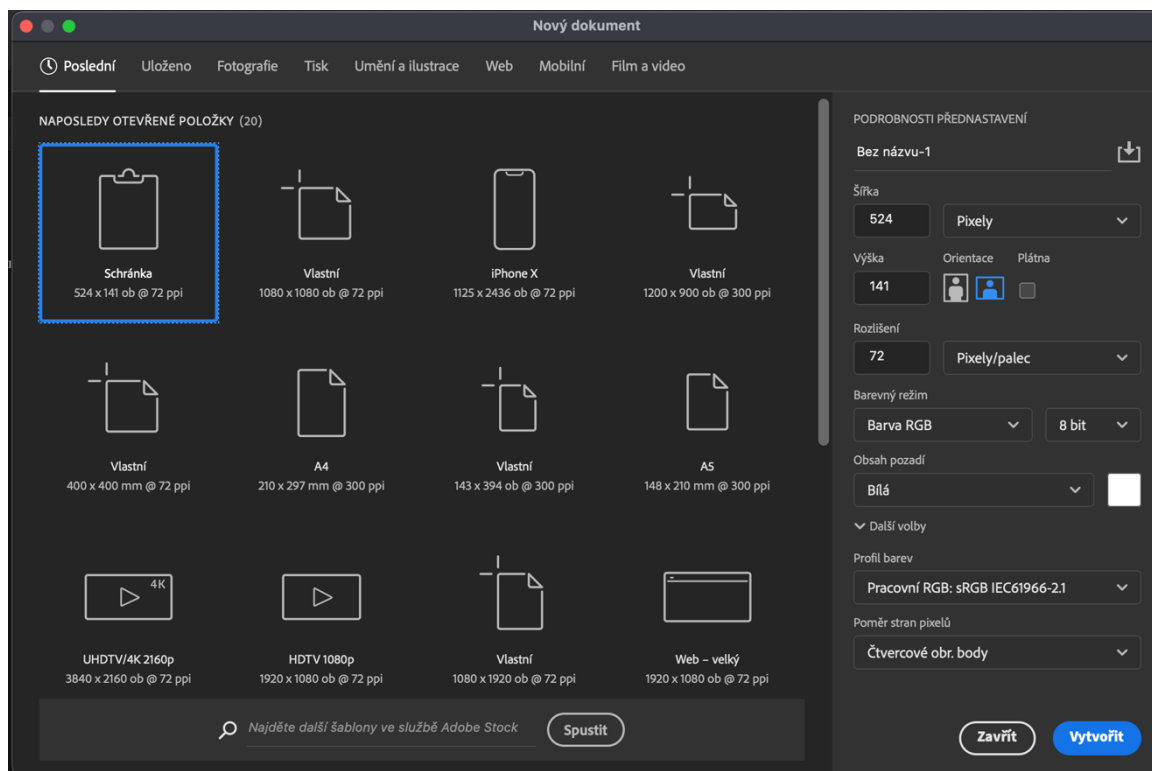 Nový dokument
Poslední
Uloženo
Fotografie
Tisk
Umění a ilustrace
Web
Mobilní
Film a video
NAPOSLEDY OTEVŘENÉ POLOŽKY (20)
Schránka
524 x 141 ob @ 72 ppi
Vlastní
1080 x 1080 ob @ 72 ppi
iPhone X
1125 x 2436 ob @ 72 ppi
Vlastní
1200 x 900 ob @ 300 ppi
Vlastní
400 x 400 mm @ 72 ppi
A4
210 x 297 mm @ 300 ppi
Vlastní
143 x 394 ob @ 300 ppi
A5
148 x 210 mm @ 300 ppi
4K
UHDTV/4K 2160p
3840 x 2160 ob @ 72 ppi
HDTV 1080p
1920 x 1080 ob @ 72 ppi
Vlastní
1080 x 1920 ob @ 72 ppi
Web – velký
1920 x 1080 ob @ 72 ppi
Najděte další šablony ve službě Adobe Stock
Spustit
PODROBNOSTI PŘEDNASTAVENÍ
Bez názvu-1
Šířka
524
Pixely
Výška
Orientace
Plátna
141
Rozlišení
72
Pixely/palec
Barevný režim
Barva RGB
8 bit
Obsah pozadí
Bílá
Další volby
Profil barev
Pracovní RGB: sRGB IEC61966-2.1
Poměr stran pixelů
Čtvercové obr. body
Zavřít
Vytvořit